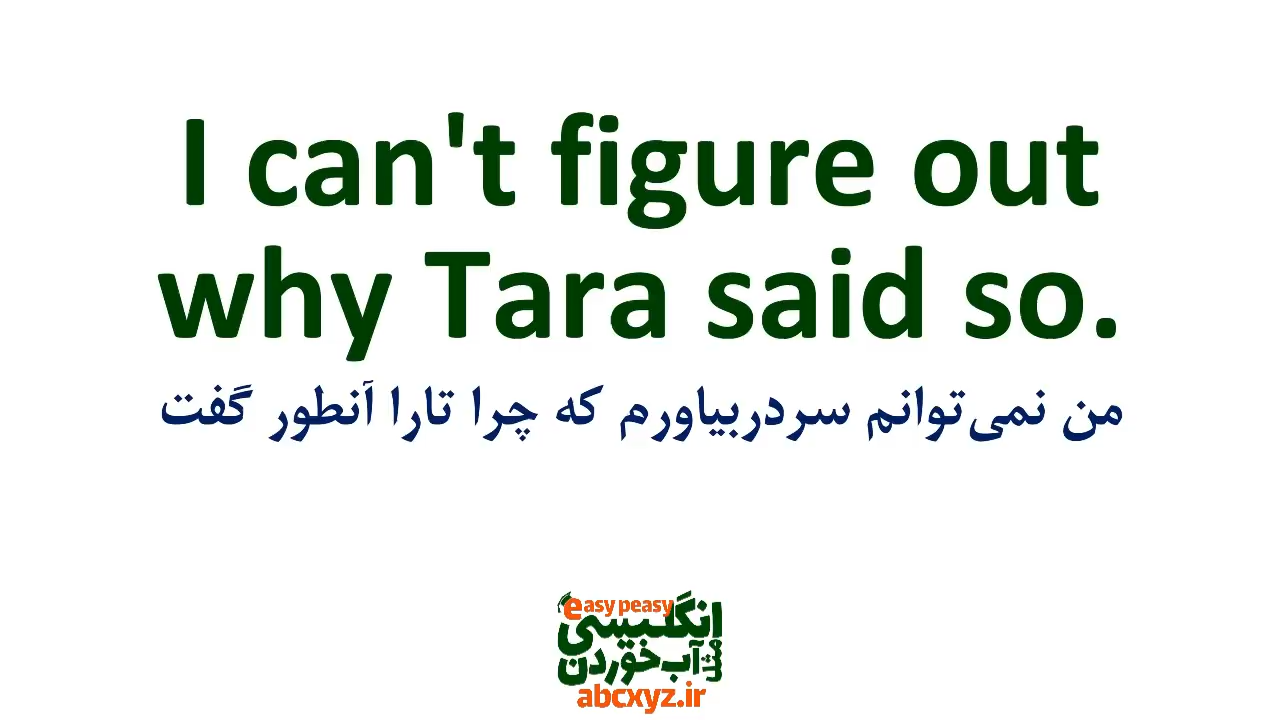 I can't figure out
why Tara said so.
من نمی‌توانم سردربیاورم که چرا تارا آنطور گفت
easy peasy
انگلیسی
مثل
آب خوردن
abcxyz.ir